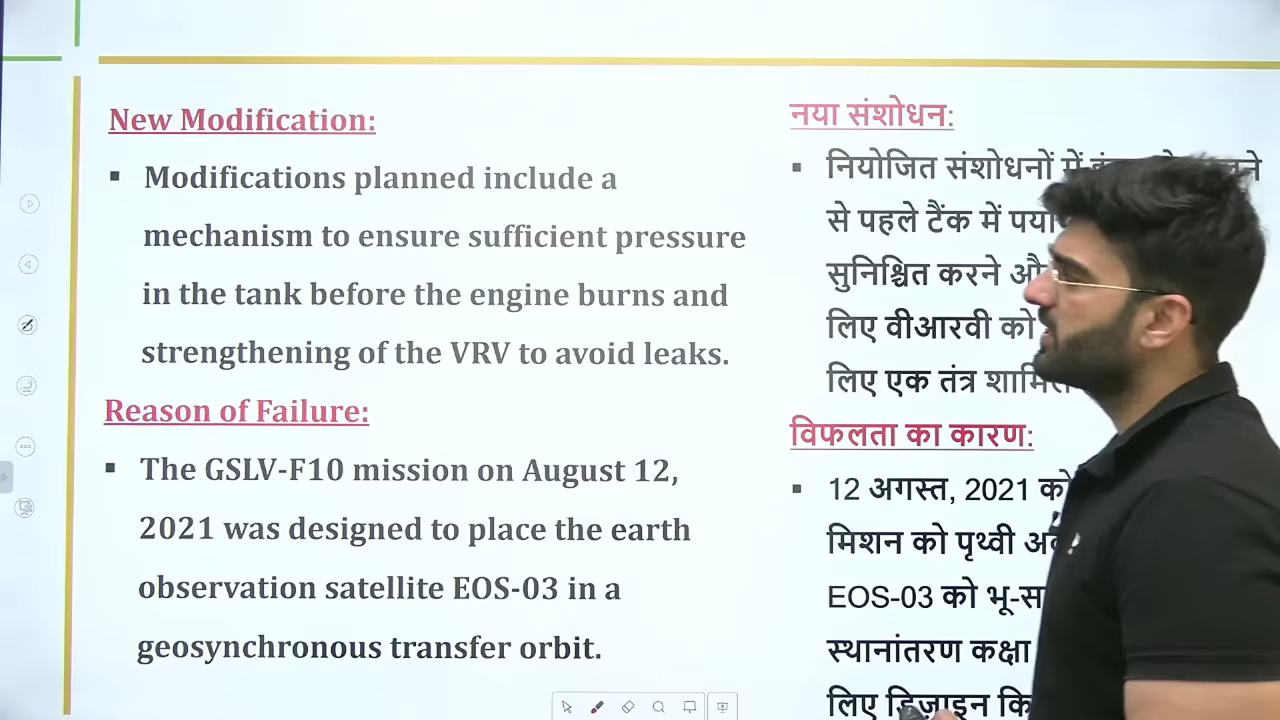 New Modification:
▪ Modifications planned include a
mechanism to ensure sufficient pressure
in the tank before the engine burns and
strengthening of the VRV to avoid leaks.
Reason of Failure:
▪ The GSLV-F10 mission on August 12,
2021 was designed to place the earth
observation satellite EOS-03 in a
geosynchronous transfer orbit.
नया संशोधन:
▪ नियोजित संशोधनों में
से पहले टैंक में
सुनिश्चित करने
लिए वीआरवी को
लिए एक तंत्र
विफलता का कारण:
▪ 12 अगस्त, 2021 को
मिशन को पृथ्वी
EOS-03 को
स्थानांतरण कक्षा
लिए डिज़ाइन